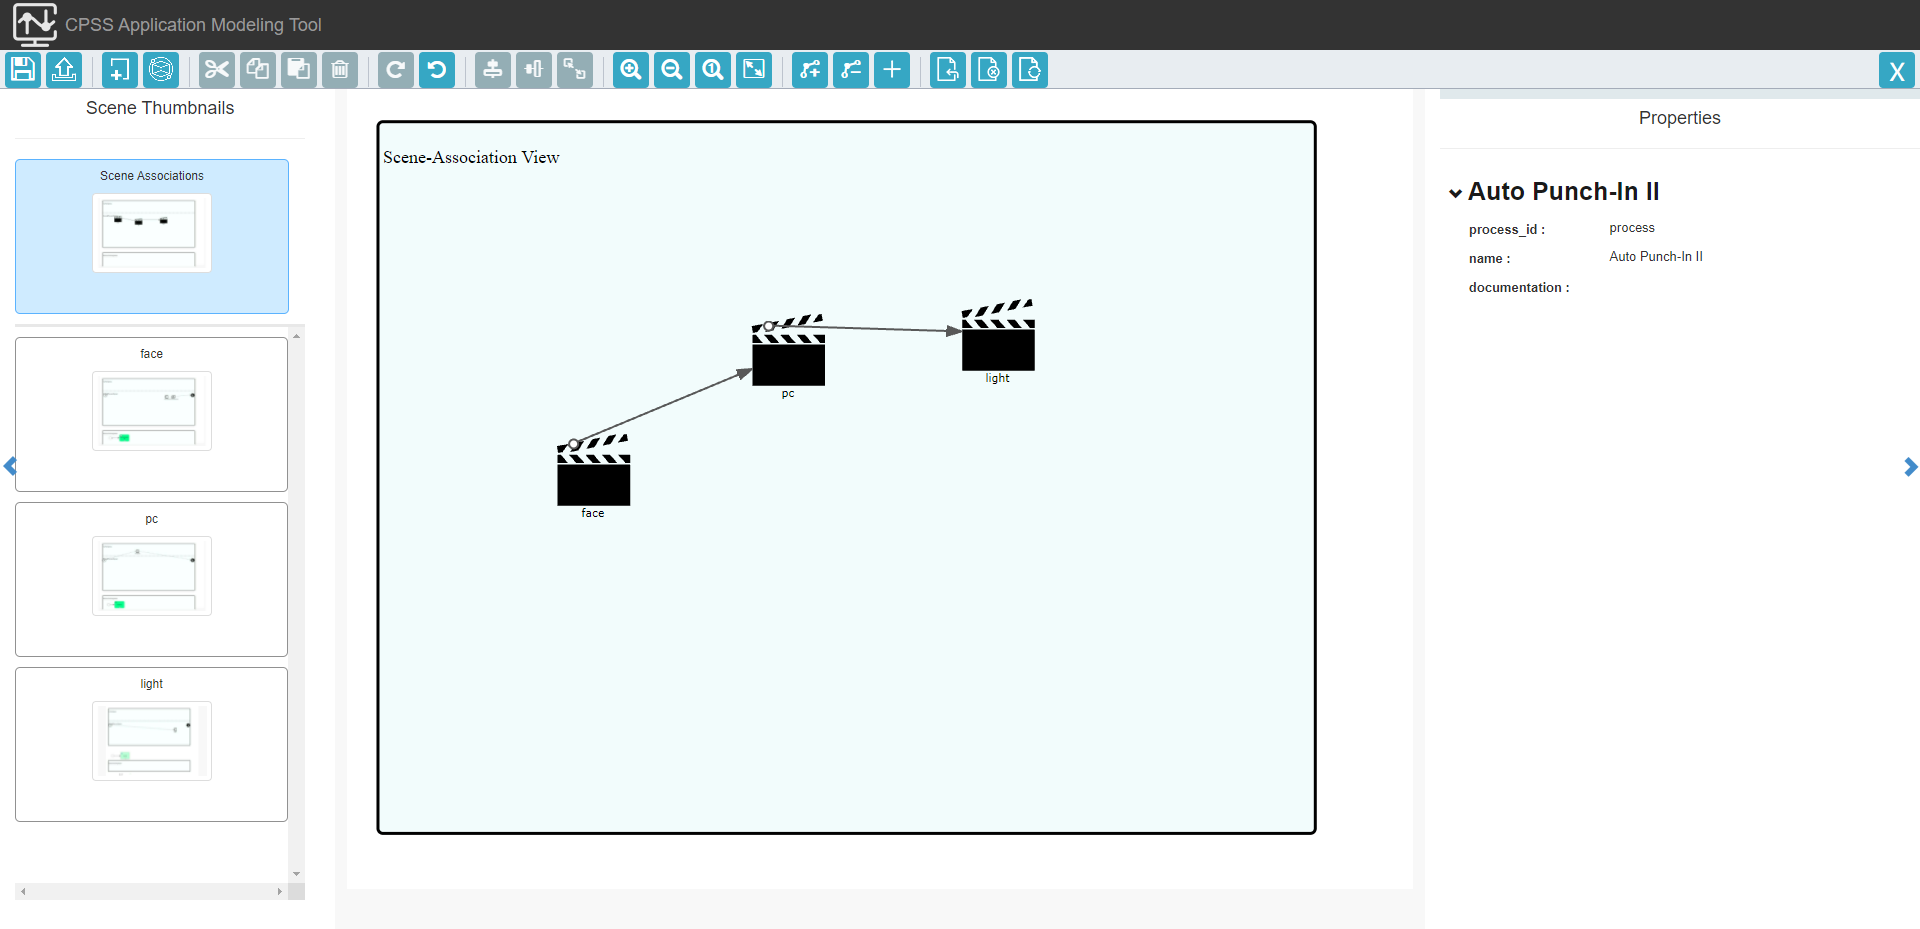 CPSS Application Modeling Tool
X
Scene Thumbnails
Scene Associations
face
pc
light
Scene-Association View
pc
light
face
Properties
Auto Punch-In II
process_id :
process
name :
Auto Punch-In II
documentation :